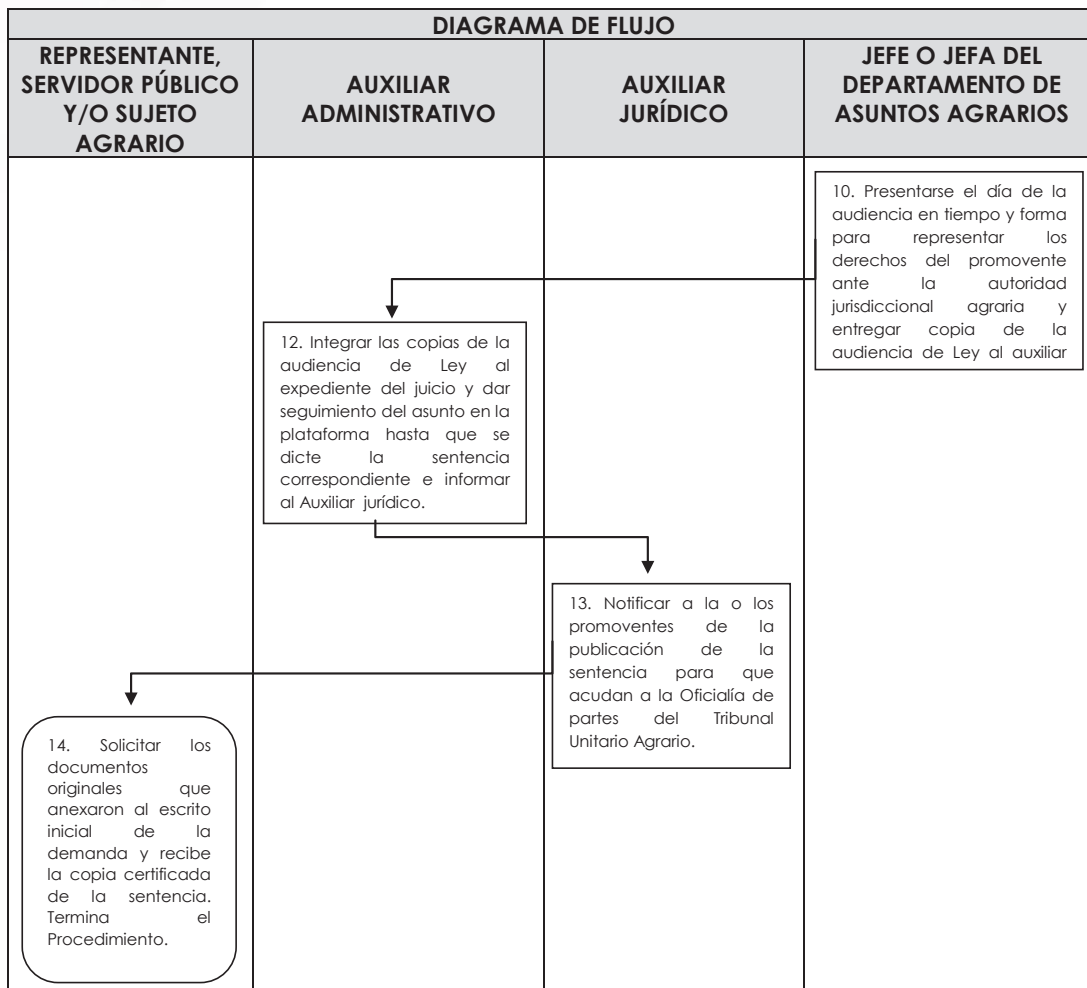 DIAGRAMA DE FLUJO
REPRESENTANTE,
SERVIDOR PÚBLICO
Y/O SUJETO
AGRARIO
AUXILIAR
ADMINISTRATIVO
AUXILIAR
JURÍDICO
JEFE O JEFA DEL
DEPARTAMENTO DE
ASUNTOS AGRARIOS
10. Presentarse el día de la
audiencia en tiempo y forma
para representar los
derechos del promovente
ante la autoridad
jurisdiccional agraria y
entregar copia de la
audiencia de Ley al auxiliar
12. Integrar las copias de la
audiencia de Ley al
expediente del juicio y dar
seguimiento del asunto en la
plataforma hasta que se
dicte la sentencia
correspondiente e informar
al Auxiliar jurídico.
13. Notificar a la o los
promoventes de la
publicación de la
sentencia para que
acudan a la Oficialía de
partes del Tribunal
Unitario Agrario.
14. Solicitar los
documentos
originales que
anexaron al escrito
inicial de la
demanda y recibe
la copia certificada
de la sentencia.
Termina el
Procedimiento.